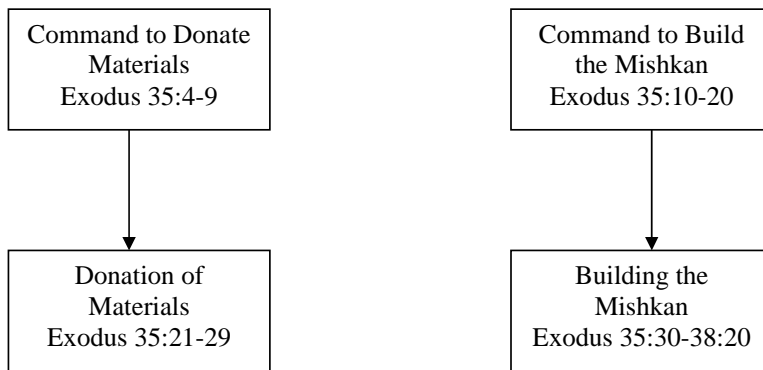 Command to Donate
Materials
Exodus 35:4-9
Command to Build
the Mishkan
Exodus 35:10-20
Donation of
Materials
Exodus 35:21-29
Building the
Mishkan
Exodus 35:30-38:20